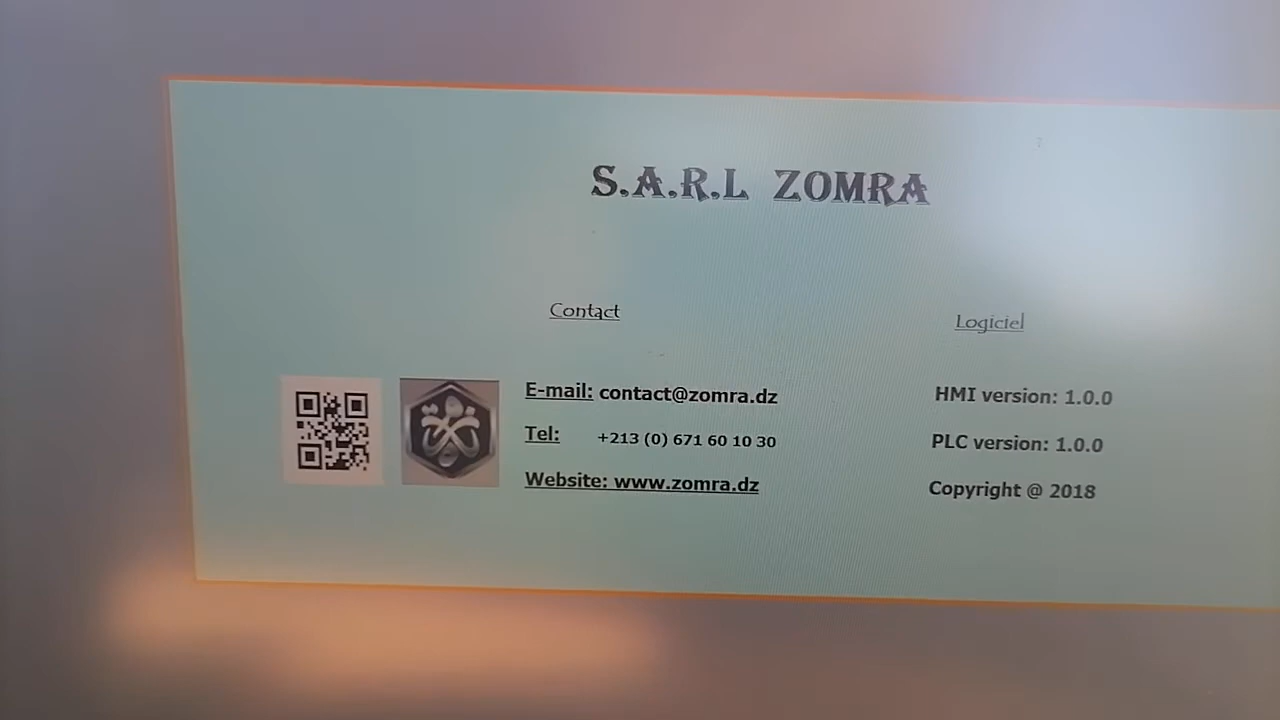 S.A.R.L ZOMRA
Contact
Logiciel
E-mail: contact@zomra.dz
Tel: +213 (0) 671 60 10 30
Website: www.zomra.dz
HMI version: 1.0.0
PLC version: 1.0.0
Copyright @ 2018